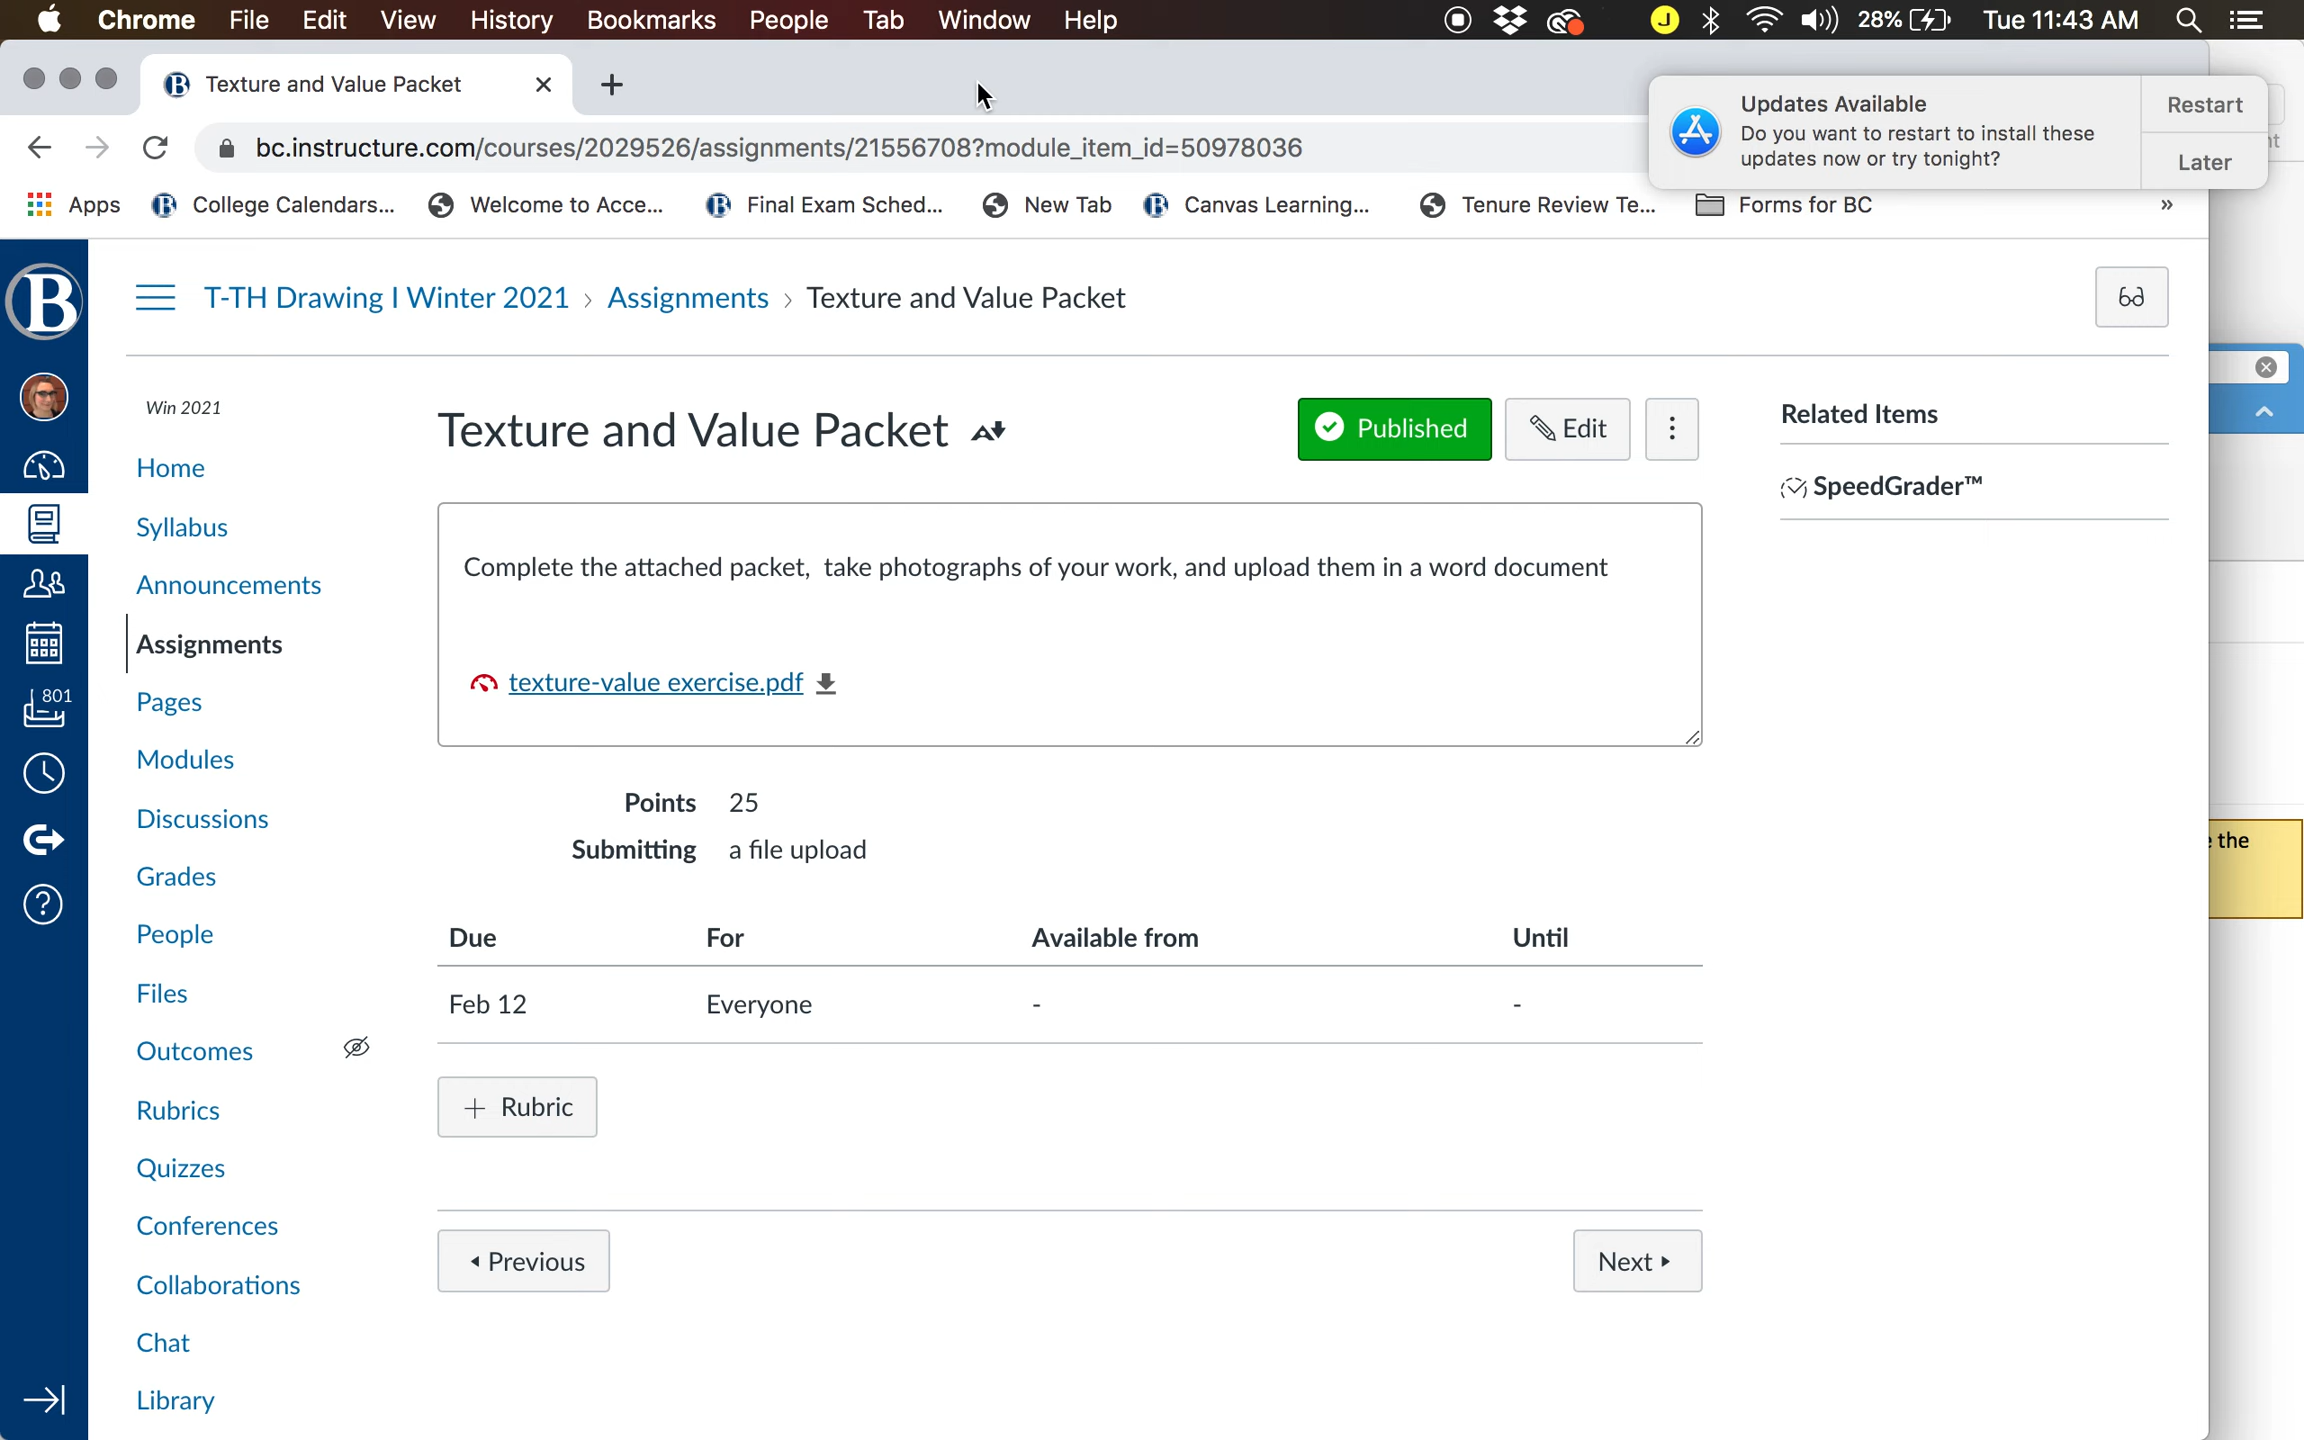 Chrome File Edit View History Bookmarks People Tab Window Help J 28% Tue 11:43 AM
B Texture and Value Packet
Updates Available
Do you want to restart to install these
updates now or try tonight?
Restart
Later
bc.instructure.com/courses/2029526/assignments/21556708?module_item_id=50978036
Apps College Calendars... Welcome to Acce... Final Exam Sched... New Tab Canvas Learning... Tenure Review Te... Forms for BC »
B
T-TH Drawing I Winter 2021 › Assignments › Texture and Value Packet
Win 2021
Home
Syllabus
Announcements
Assignments
Pages
Modules
Discussions
Grades
People
Files
Outcomes
Rubrics
Quizzes
Conferences
Collaborations
Chat
Library
801
Texture and Value Packet
Published
Edit
Complete the attached packet, take photographs of your work, and upload them in a word document
texture-value exercise.pdf
Points 25
Submitting a file upload
Due For Available from Until
Feb 12 Everyone - -
+ Rubric
Previous
Next
Related Items
SpeedGrader™
the